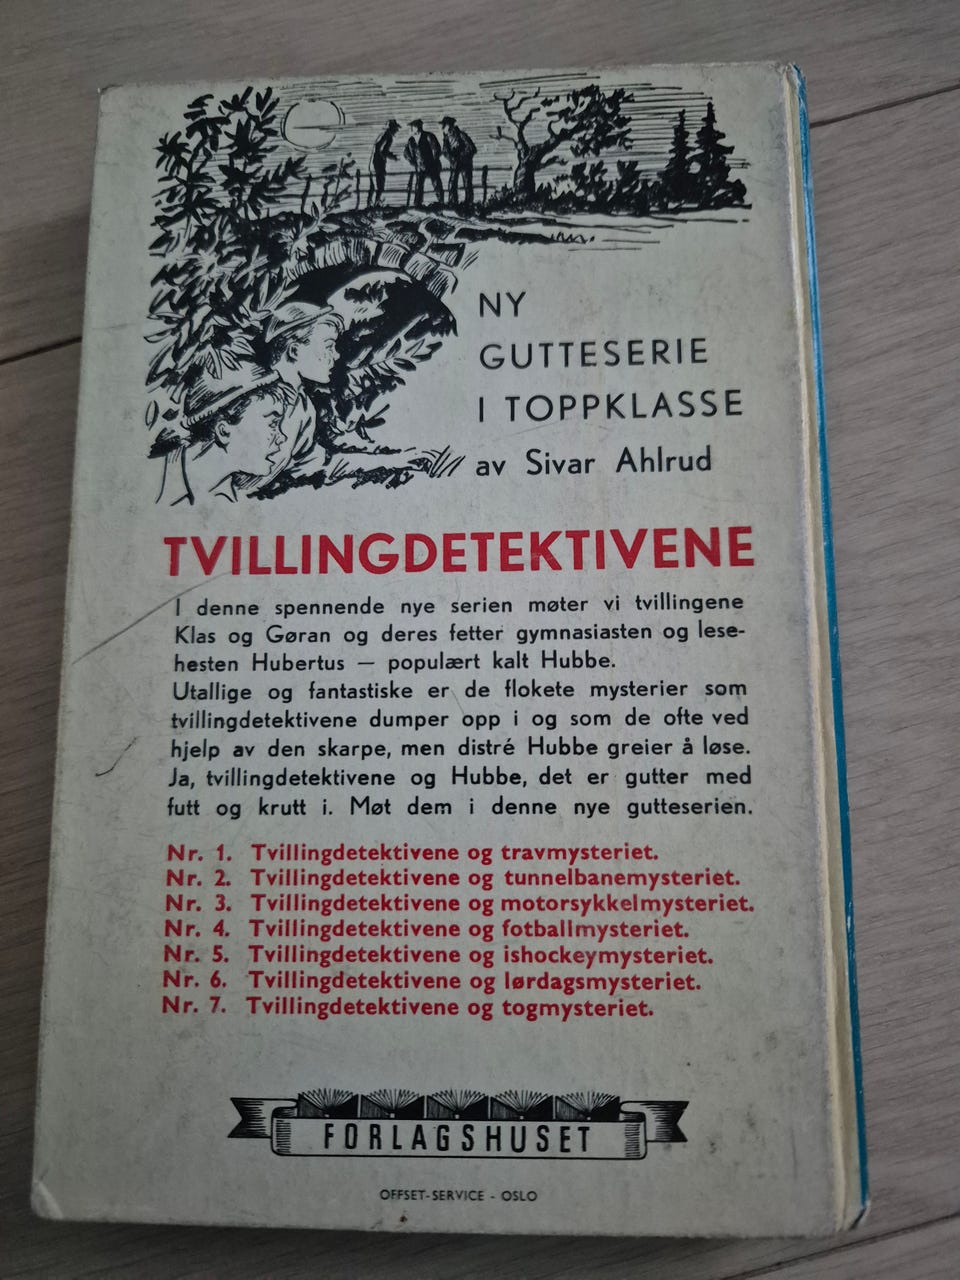 NY
GUTTESERIE
I TOPPKLASSE
av Sivar Ahlrud
TVILLINGDETEKTIVENE
I denne spennende nye serien møter vi tvillingene
Klas og Gøran og deres fetter gymnasiasten og lese-
hesten Hubertus — populært kalt Hubbe.
Utallige og fantastiske er de flokete mysterier som
tvillingdetektivene dumper opp i og som de ofte ved
hjelp av den skarpe, men distré Hubbe greier å løse.
Ja, tvillingdetektivene og Hubbe, det er gutter med
futt og krutt i. Møt dem i denne nye gutteserien.
Nr. 1. Tvillingdetektivene og travmysteriet.
Nr. 2. Tvillingdetektivene og tunnelbanemysteriet.
Nr. 3. Tvillingdetektivene og motorsykkelmysteriet.
Nr. 4. Tvillingdetektivene og fotballmysteriet.
Nr. 5. Tvillingdetektivene og ishockeymysteriet.
Nr. 6. Tvillingdetektivene og lørdagsmysteriet.
Nr. 7. Tvillingdetektivene og togmysteriet.
FORLAGSHUSET
OFFSET-SERVICE - OSLO